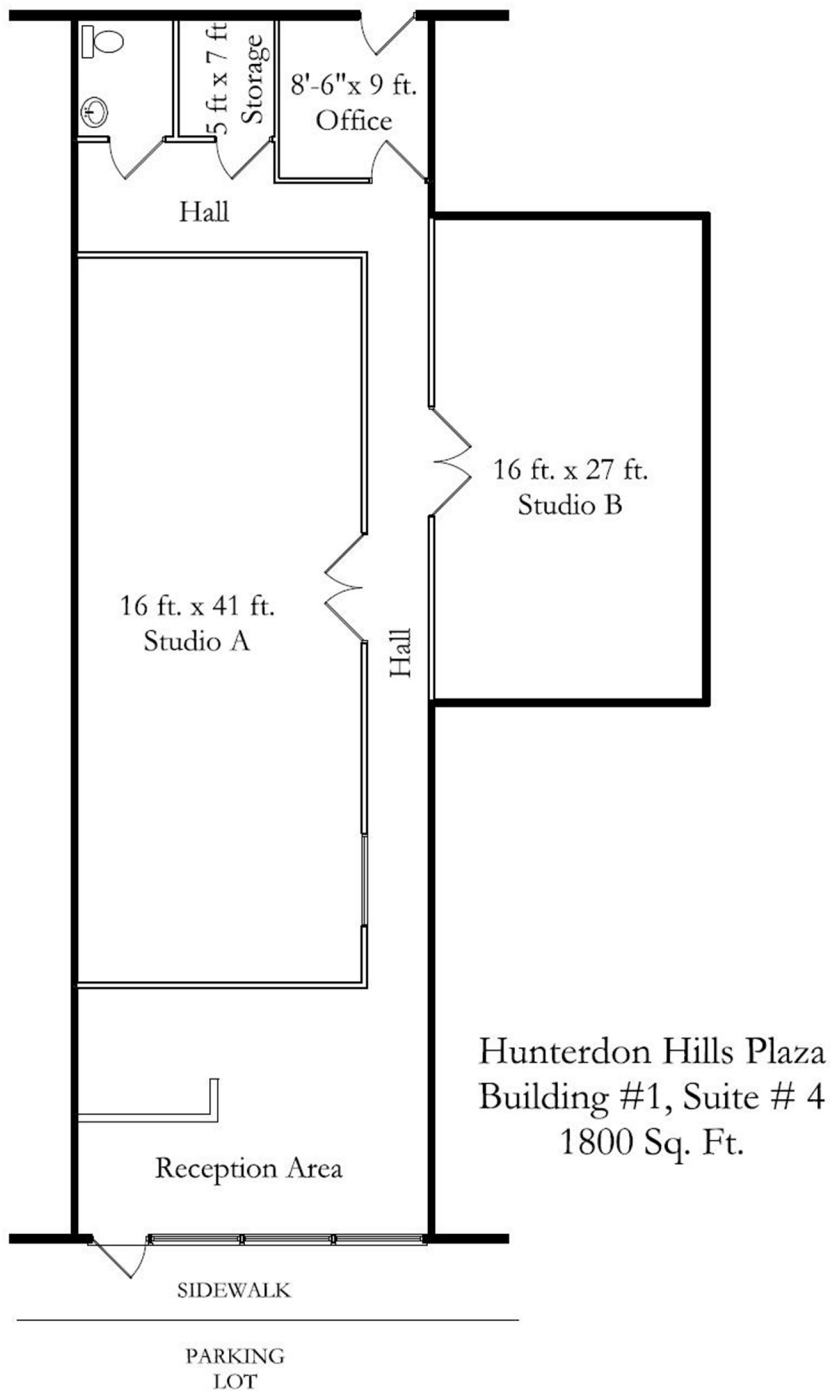 5 ft x 7 ft
Storage
8'-6"x 9 ft.
Office
Hall
16 ft. x 27 ft.
Studio B
16 ft. x 41 ft.
Studio A
Hall
Hunterdon Hills Plaza
Building #1, Suite # 4
1800 Sq. Ft.
Reception Area
SIDEWALK
PARKING
LOT